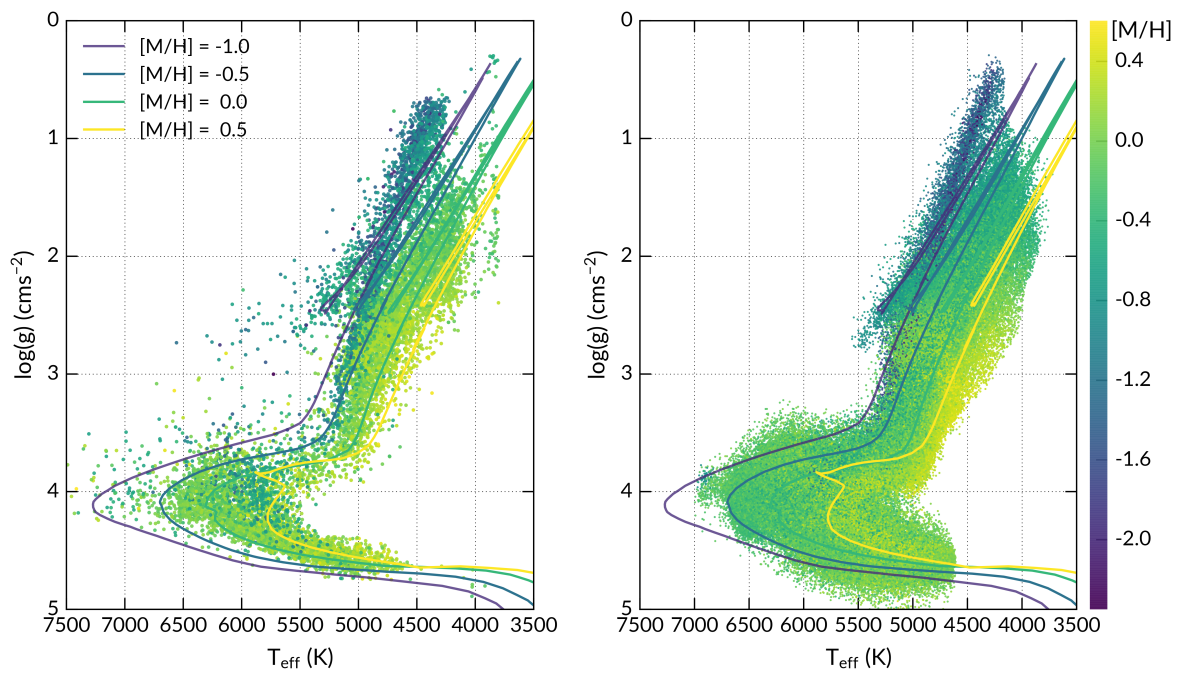 [M/H] = -1.0
[M/H] = -0.5
[M/H] = 0.0
[M/H] = 0.5
0
1
2
3
4
5
log(g) (cms⁻²)
7500 7000 6500 6000 5500 5000 4500 4000 3500
T_eff (K)
0
1
2
3
4
5
log(g) (cms⁻²)
7500 7000 6500 6000 5500 5000 4500 4000 3500
T_eff (K)
[M/H]
0.4
0.0
-0.4
-0.8
-1.2
-1.6
-2.0